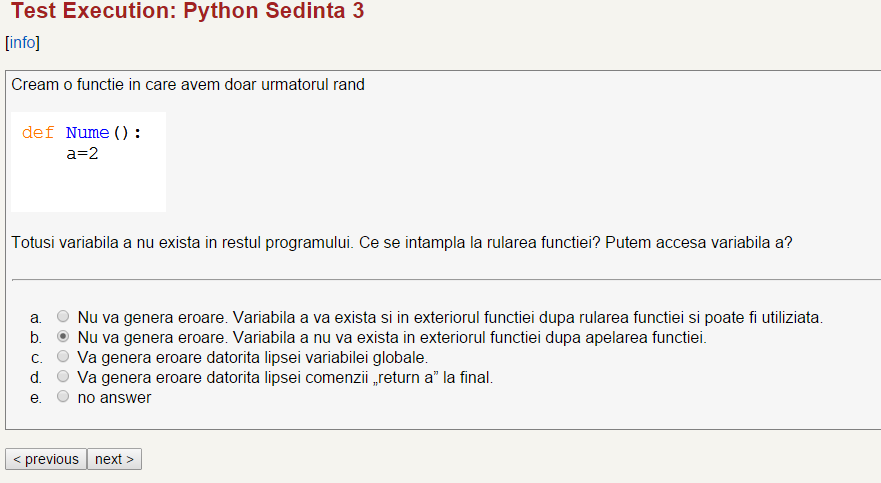 Test Execution: Python Sedinta 3
[info]
Cream o functie in care avem doar urmatorul rand
def Nume():
a=2
Totusi variabila a nu exista in restul programului. Ce se intampla la rularea functiei? Putem accesa variabila a?
a. Nu va genera eroare. Variabila a va exista si in exteriorul functiei dupa rularea functiei si poate fi utiliziata.
b. Nu va genera eroare. Variabila a nu va exista in exteriorul functiei dupa apelarea functiei.
c. Va genera eroare datorita lipsei variabilei globale.
d. Va genera eroare datorita lipsei comenzii „return a” la final.
e. no answer
< previous next >